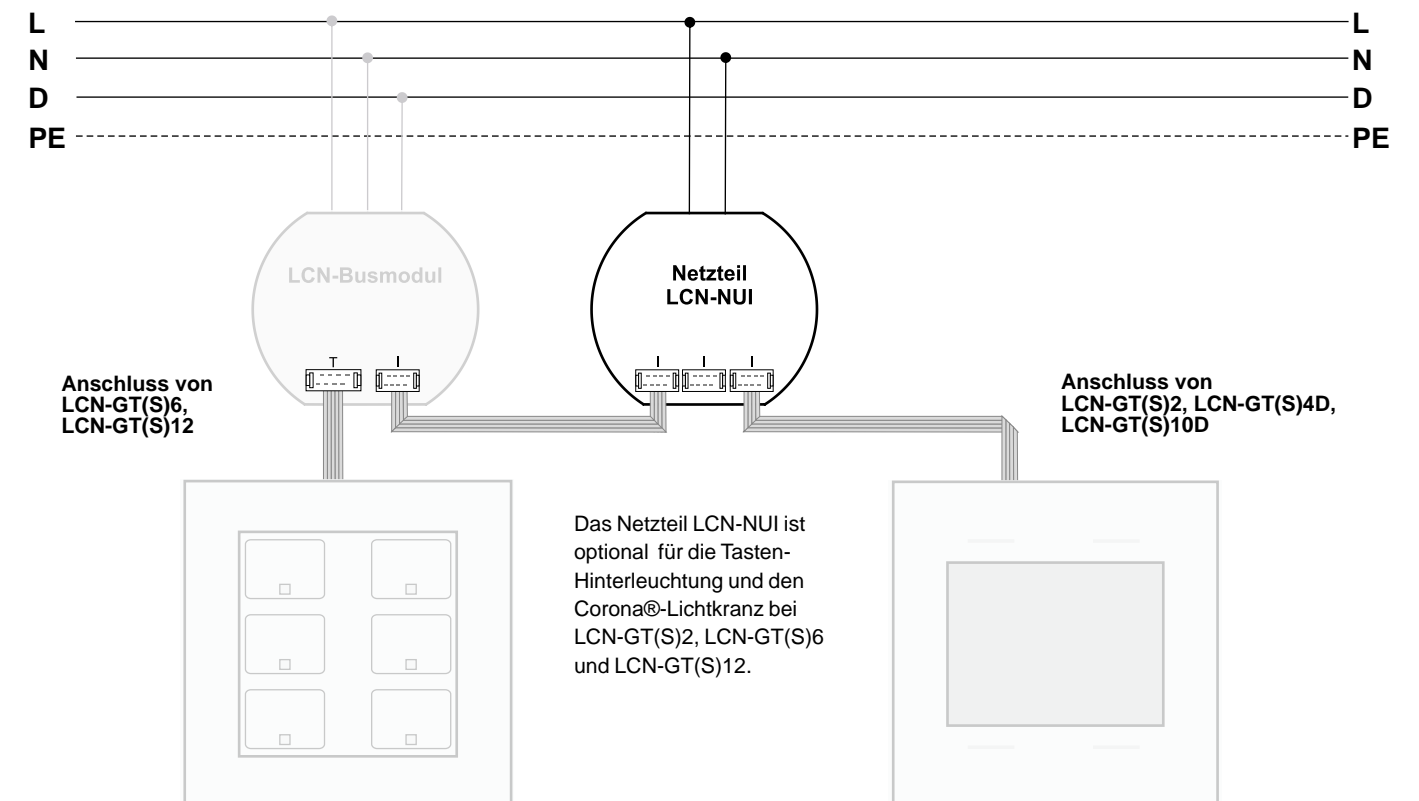 L L
N N
D D
PE PE
LCN-Busmodul
Netzteil
LCN-NUI
T I
I I I
Anschluss von
LCN-GT(S)6,
LCN-GT(S)12
Anschluss von
LCN-GT(S)2, LCN-GT(S)4D,
LCN-GT(S)10D
Das Netzteil LCN-NUI ist
optional für die Tasten-
Hinterleuchtung und den
Corona®-Lichtkranz bei
LCN-GT(S)2, LCN-GT(S)6
und LCN-GT(S)12.